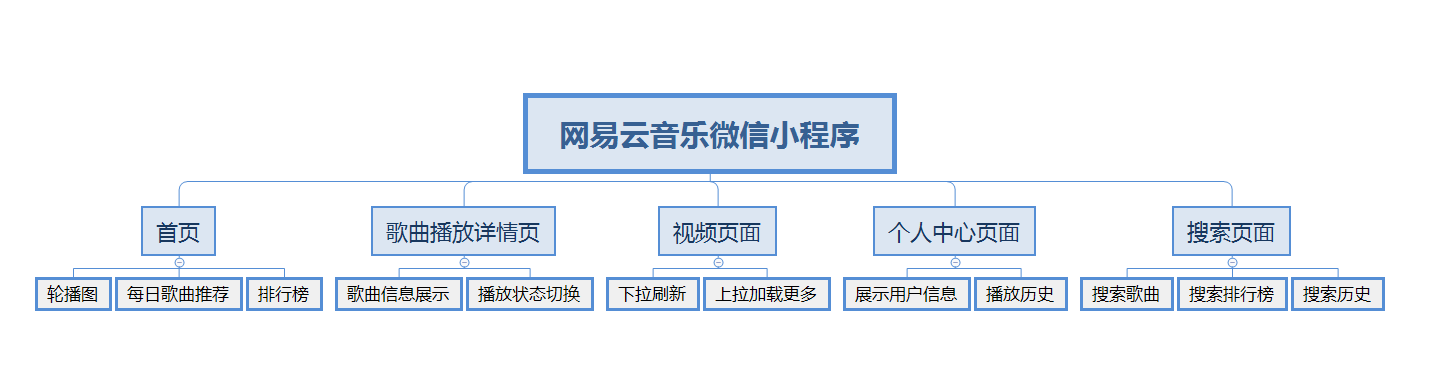 网易云音乐微信小程序
首页
歌曲播放详情页
视频页面
个人中心页面
搜索页面
轮播图
每日歌曲推荐
排行榜
歌曲信息展示
播放状态切换
下拉刷新
上拉加载更多
展示用户信息
播放历史
搜索歌曲
搜索排行榜
搜索历史